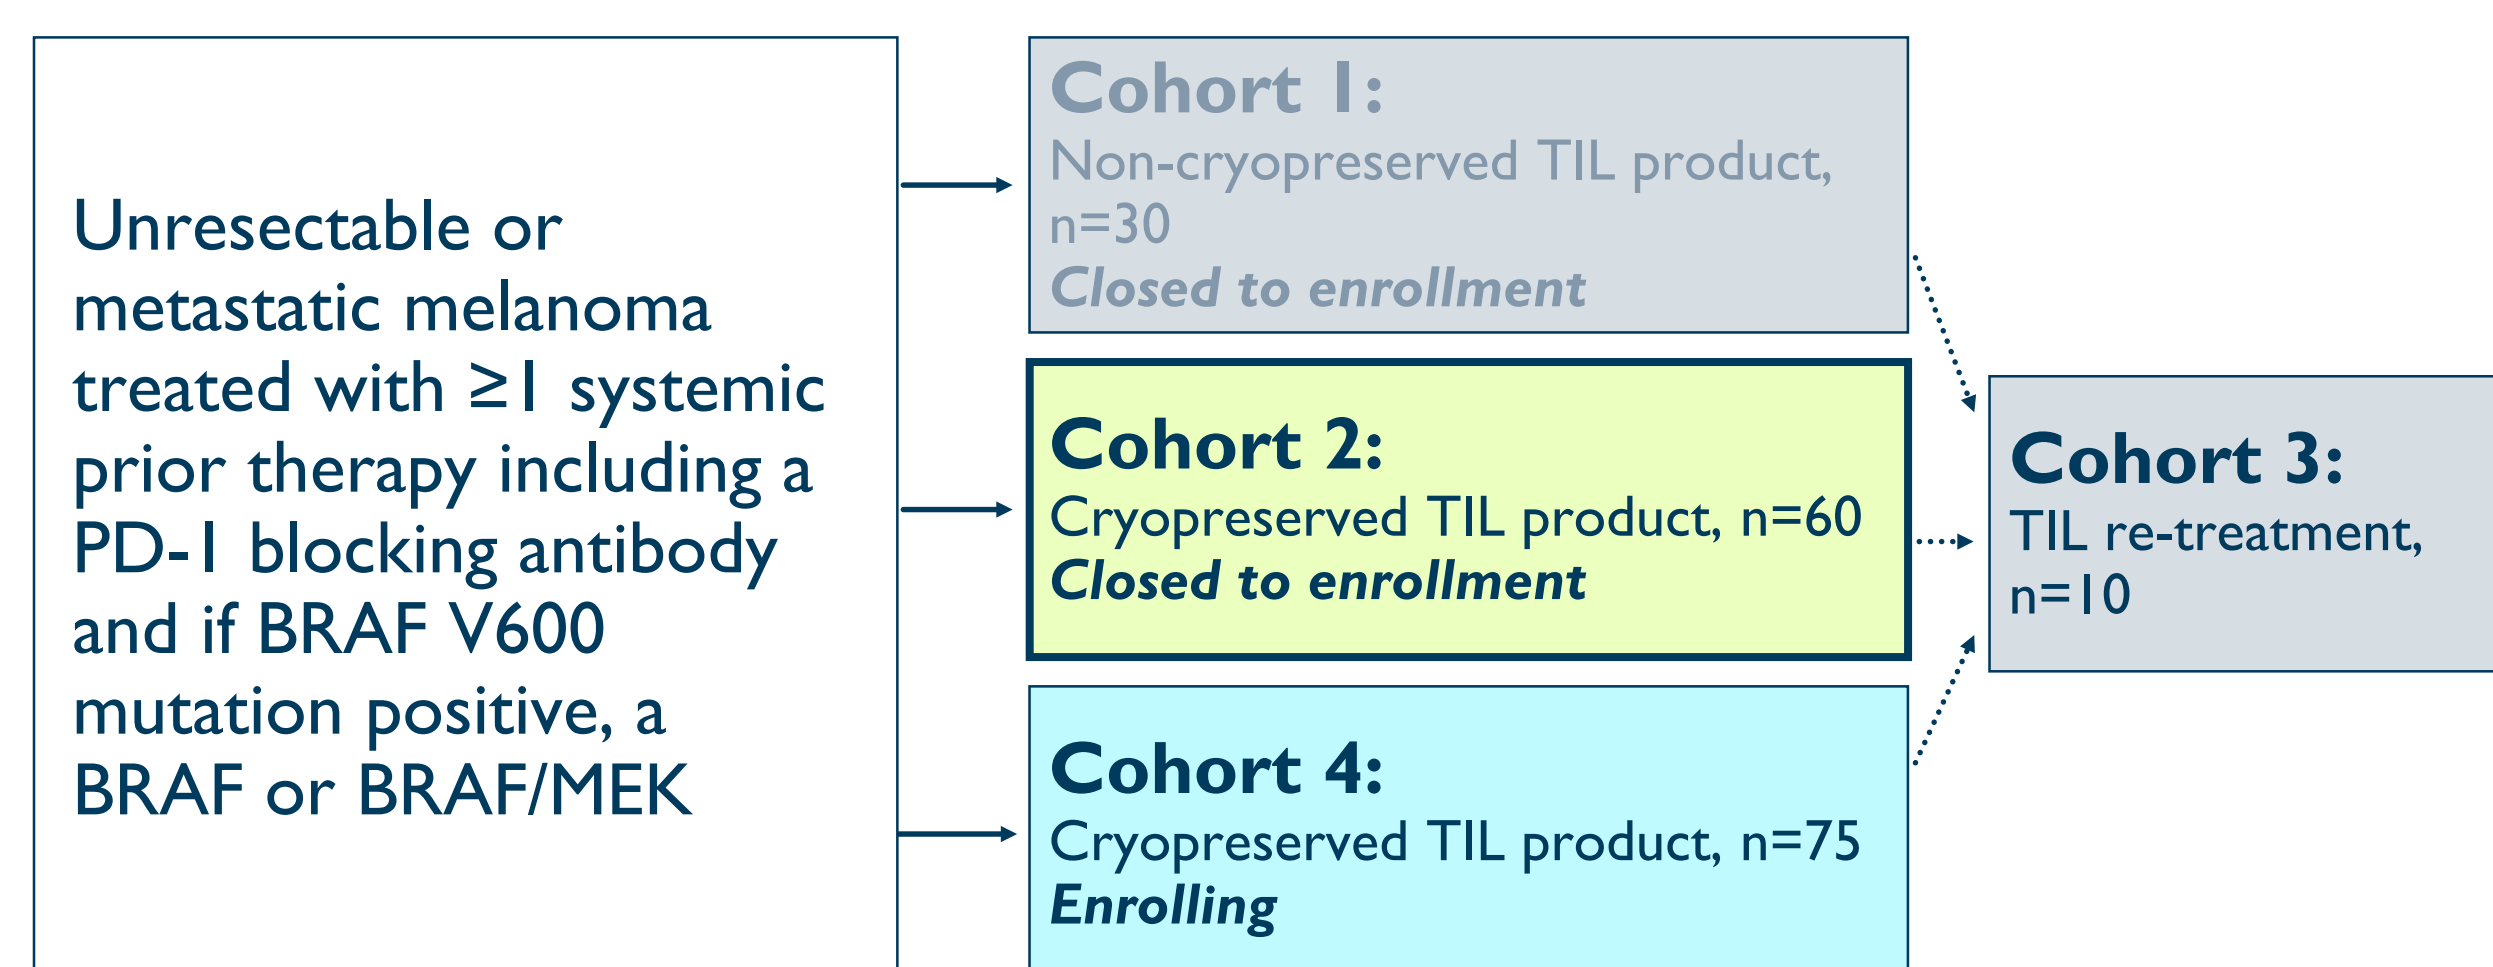 Unresectable or
metastatic melanoma
treated with ≥1 systemic
prior therapy including a
PD-1 blocking antibody
and if BRAF V600
mutation positive, a
BRAF or BRAF/MEK
Cohort 1:
Non-cryopreserved TIL product,
n=30
Closed to enrollment
Cohort 2:
Cryopreserved TIL product, n=60
Closed to enrollment
Cohort 4:
Cryopreserved TIL product, n=75
Enrolling
Cohort 3:
TIL re-treatment,
n=10